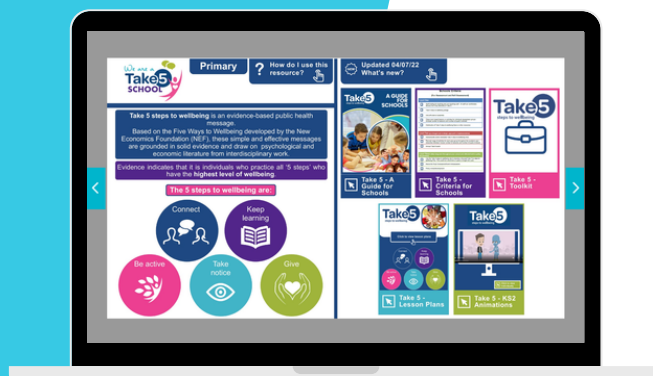 We are a
Take 5
SCHOOL
Primary
? How do I use this
resource?
Updated 04/07/22
What's new?
Take 5 steps to wellbeing is an evidence-based public health
message.
Based on the Five Ways to Wellbeing developed by the New
Economics Foundation (NEF), these simple and effective messages
are grounded in solid evidence and draw on psychological and
economic literature from interdisciplinary work.
Evidence indicates that it is individuals who practice all '5 steps' who
have the highest level of wellbeing.
The 5 steps to wellbeing are:
Connect
Keep
learning
Be active
Take
notice
Give
Take 5
A GUIDE
FOR
SCHOOLS
Take 5 - A
Guide for
Schools
Take 5 -
Criteria for
Schools
Take 5
steps to wellbeing
Take 5 -
Toolkit
Take 5
Take 5 -
Lesson Plans
Take 5
Take 5 - KS2
Animations